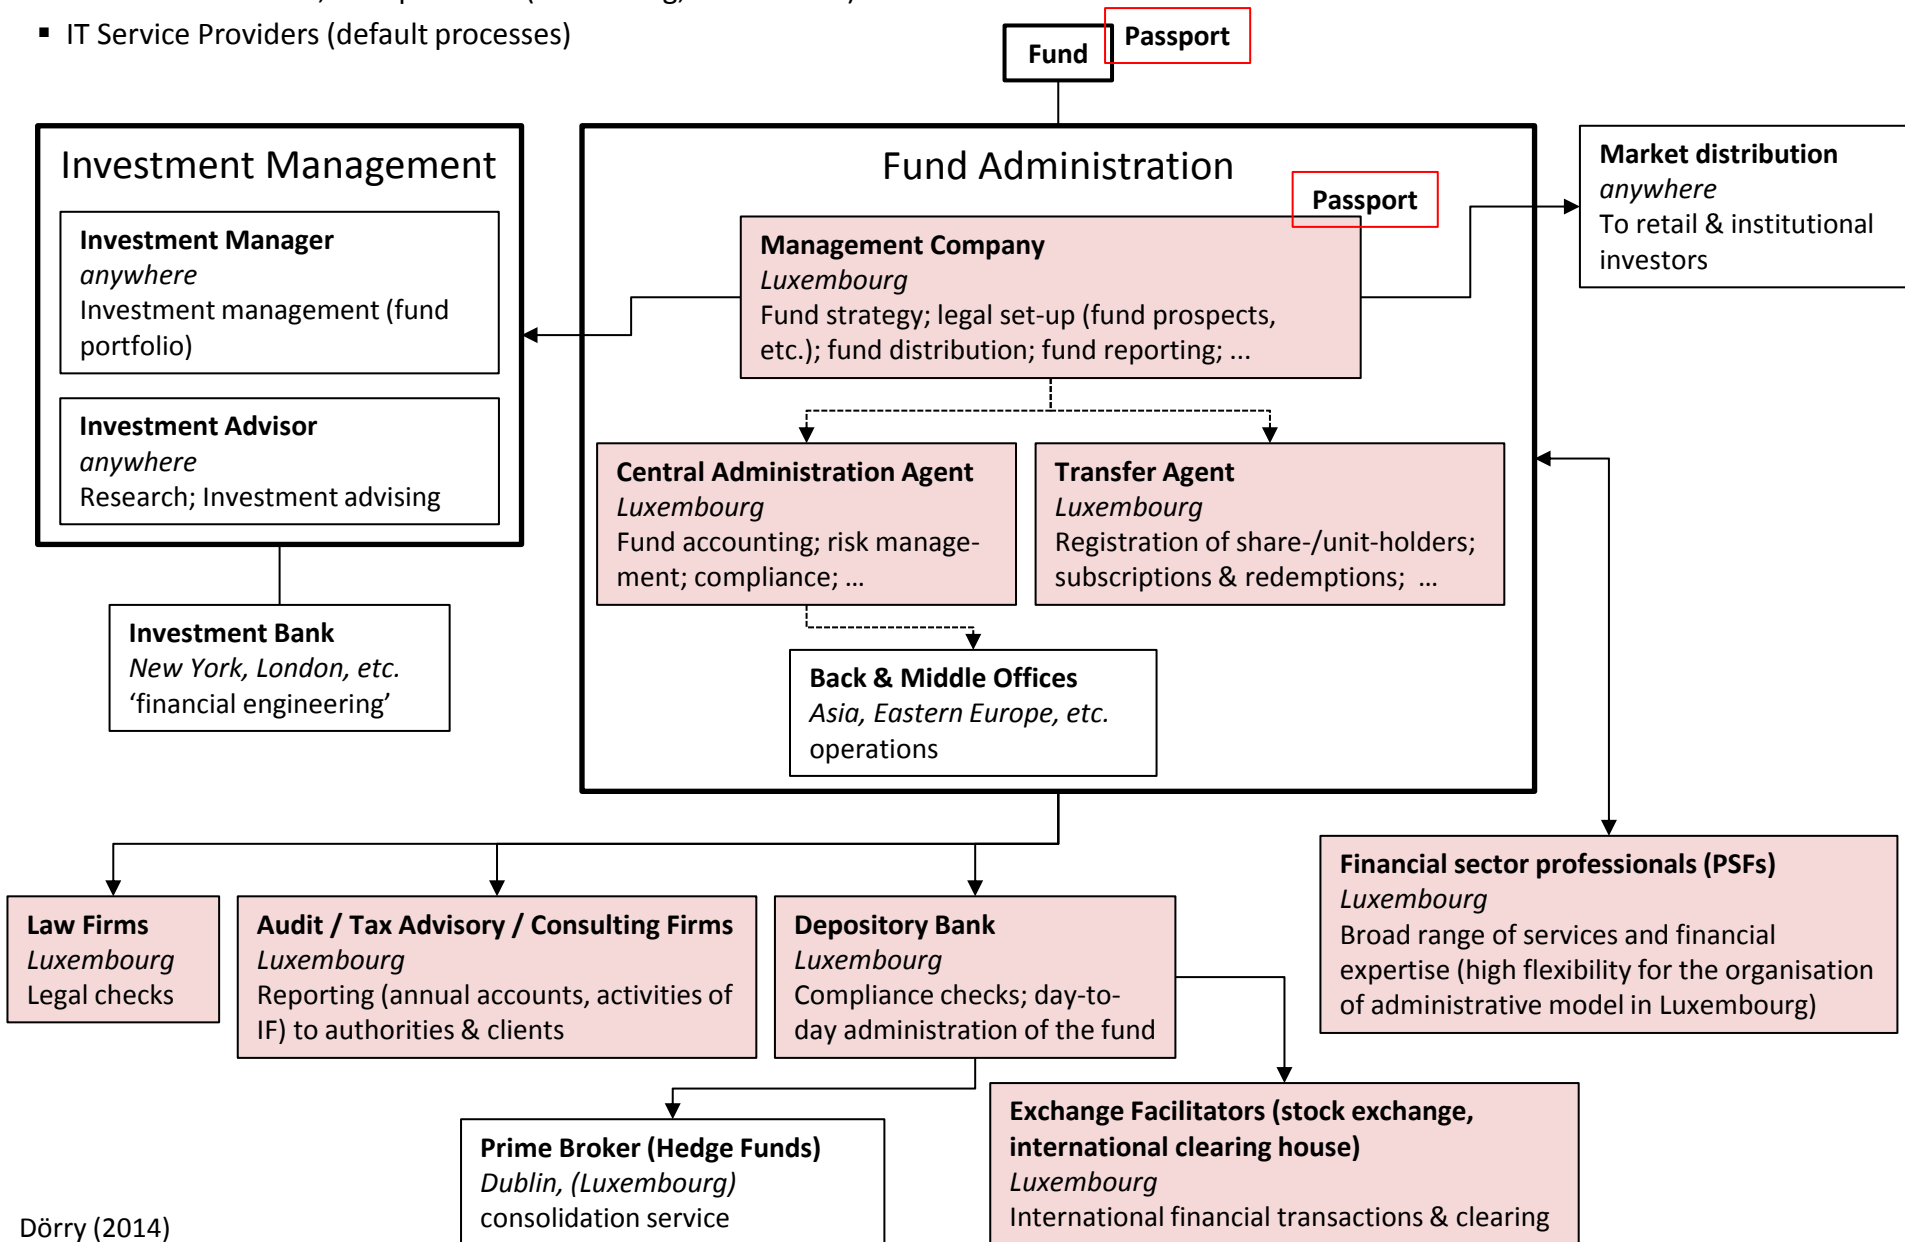 ▪ IT Service Providers (default processes)
Fund
Passport
Investment Management
Investment Manager
anywhere
Investment management (fund
portfolio)
Investment Advisor
anywhere
Research; Investment advising
Investment Bank
New York, London, etc.
‘financial engineering’
Fund Administration
Passport
Management Company
Luxembourg
Fund strategy; legal set-up (fund prospects,
etc.); fund distribution; fund reporting; ...
Central Administration Agent
Luxembourg
Fund accounting; risk manage-
ment; compliance; …
Transfer Agent
Luxembourg
Registration of share-/unit-holders;
subscriptions & redemptions; …
Back & Middle Offices
Asia, Eastern Europe, etc.
operations
Market distribution
anywhere
To retail & institutional
investors
Law Firms
Luxembourg
Legal checks
Audit / Tax Advisory / Consulting Firms
Luxembourg
Reporting (annual accounts, activities of
IF) to authorities & clients
Depository Bank
Luxembourg
Compliance checks; day-to-
day administration of the fund
Financial sector professionals (PSFs)
Luxembourg
Broad range of services and financial
expertise (high flexibility for the organisation
of administrative model in Luxembourg)
Prime Broker (Hedge Funds)
Dublin, (Luxembourg)
consolidation service
Exchange Facilitators (stock exchange,
international clearing house)
Luxembourg
International financial transactions & clearing
Dörry (2014)